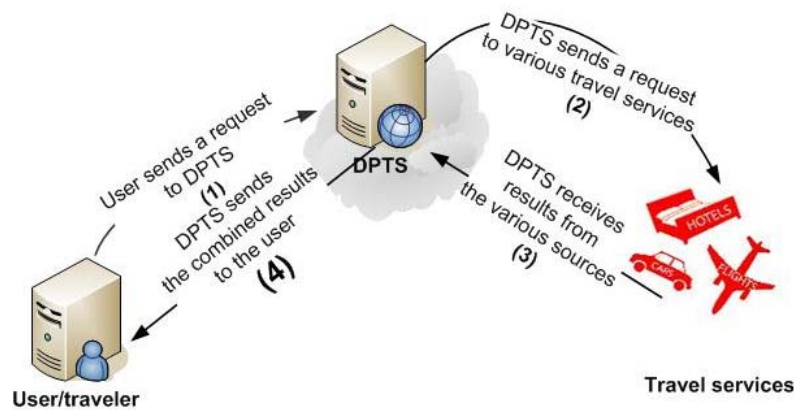 User sends a request
to DPTS
(1)
DPTS
DPTS sends a request
to various travel services
(2)
HOTELS
CARS
FLIGHTS
DPTS receives
results from
the various sources
(3)
DPTS sends
the combined results
to the user
(4)
User/traveler
Travel services